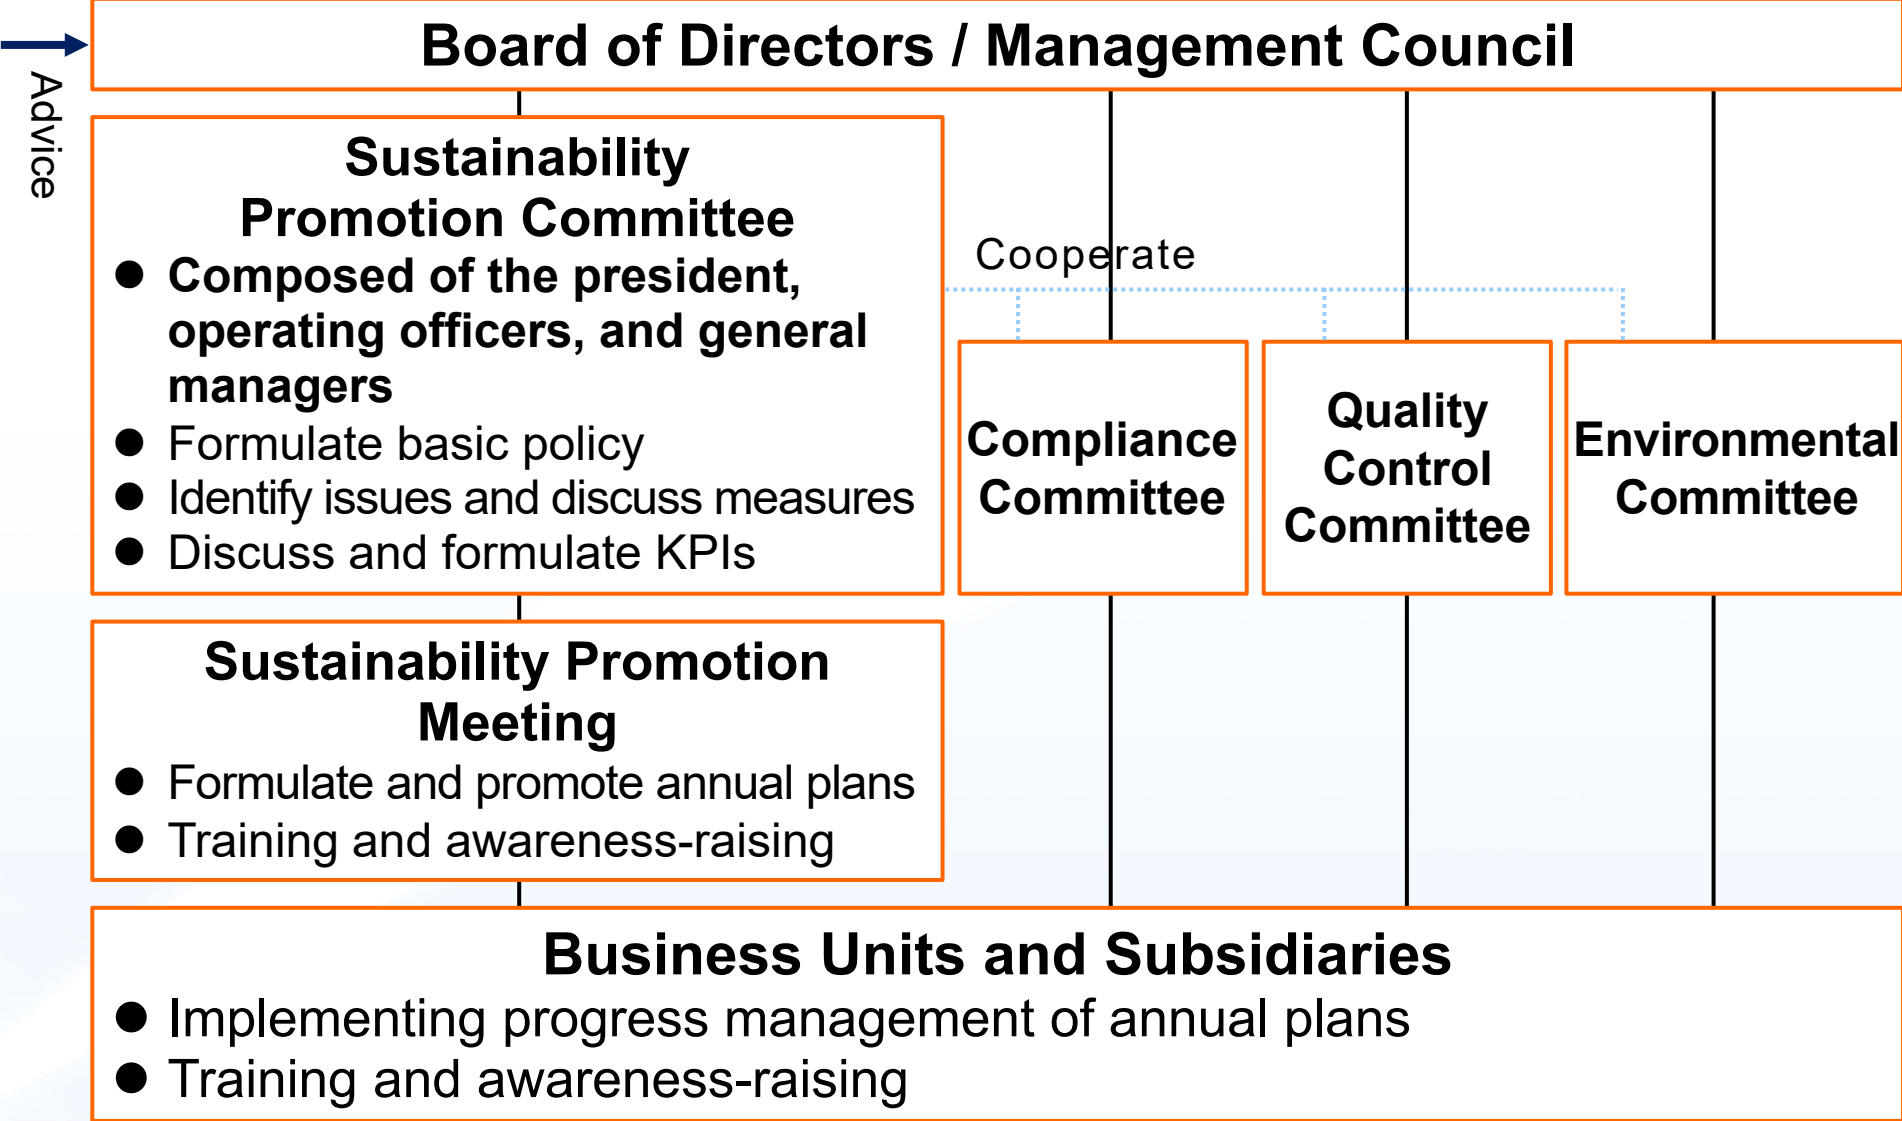 Board of Directors / Management Council
Advice
Sustainability
Promotion Committee
● Composed of the president,
operating officers, and general
managers
● Formulate basic policy
● Identify issues and discuss measures
● Discuss and formulate KPIs
Cooperate
Compliance
Committee
Quality
Control
Committee
Environmental
Committee
Sustainability Promotion
Meeting
● Formulate and promote annual plans
● Training and awareness-raising
Business Units and Subsidiaries
● Implementing progress management of annual plans
● Training and awareness-raising